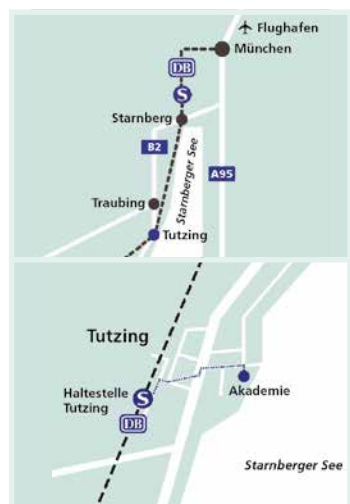 Flughafen
München
DB
S
Starnberg
B2
Starnberger See
A95
Traubing
Tutzing
Tutzing
Haltestelle
Tutzing
S
DB
Akademie
Starnberger See